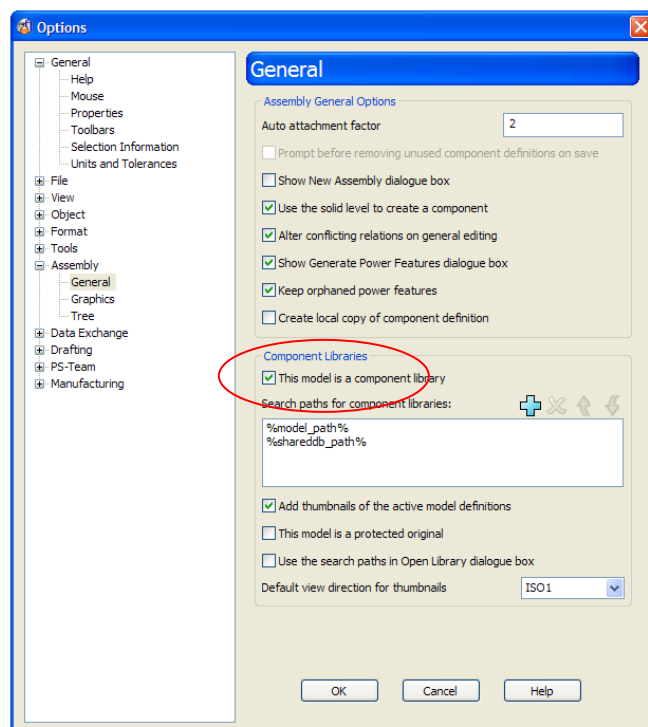 Options
General
Help
Mouse
Properties
Toolbars
Selection Information
Units and Tolerances
File
View
Object
Format
Tools
Assembly
General
Graphics
Tree
Data Exchange
Drafting
PS-Team
Manufacturing
General
Assembly General Options
Auto attachment factor 2
Prompt before removing unused component definitions on save
Show New Assembly dialogue box
Use the solid level to create a component
Alter conflicting relations on general editing
Show Generate Power Features dialogue box
Keep orphaned power features
Create local copy of component definition
Component Libraries
This model is a component library
Search paths for component libraries:
%model_path%
%shareddb_path%
Add thumbnails of the active model definitions
This model is a protected original
Use the search paths in Open Library dialogue box
Default view direction for thumbnails ISO1
OK Cancel Help